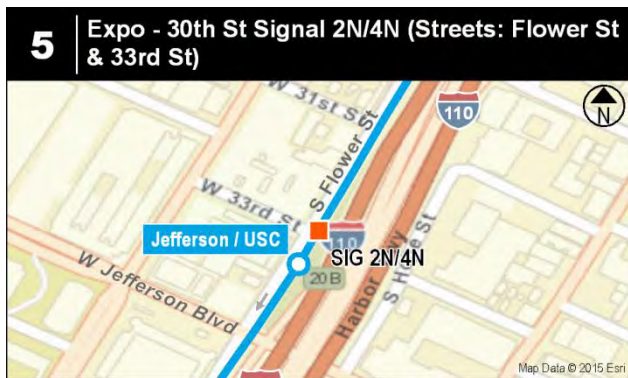 5
Expo - 30th St Signal 2N/4N (Streets: Flower St
& 33rd St)
N
110
W 31st St
S Flower St
W 33rd St
Jefferson / USC
110
SIG 2N/4N
20 B
W Jefferson Blvd
Harbor Fwy
S Hope St
Map Data © 2015 Esri